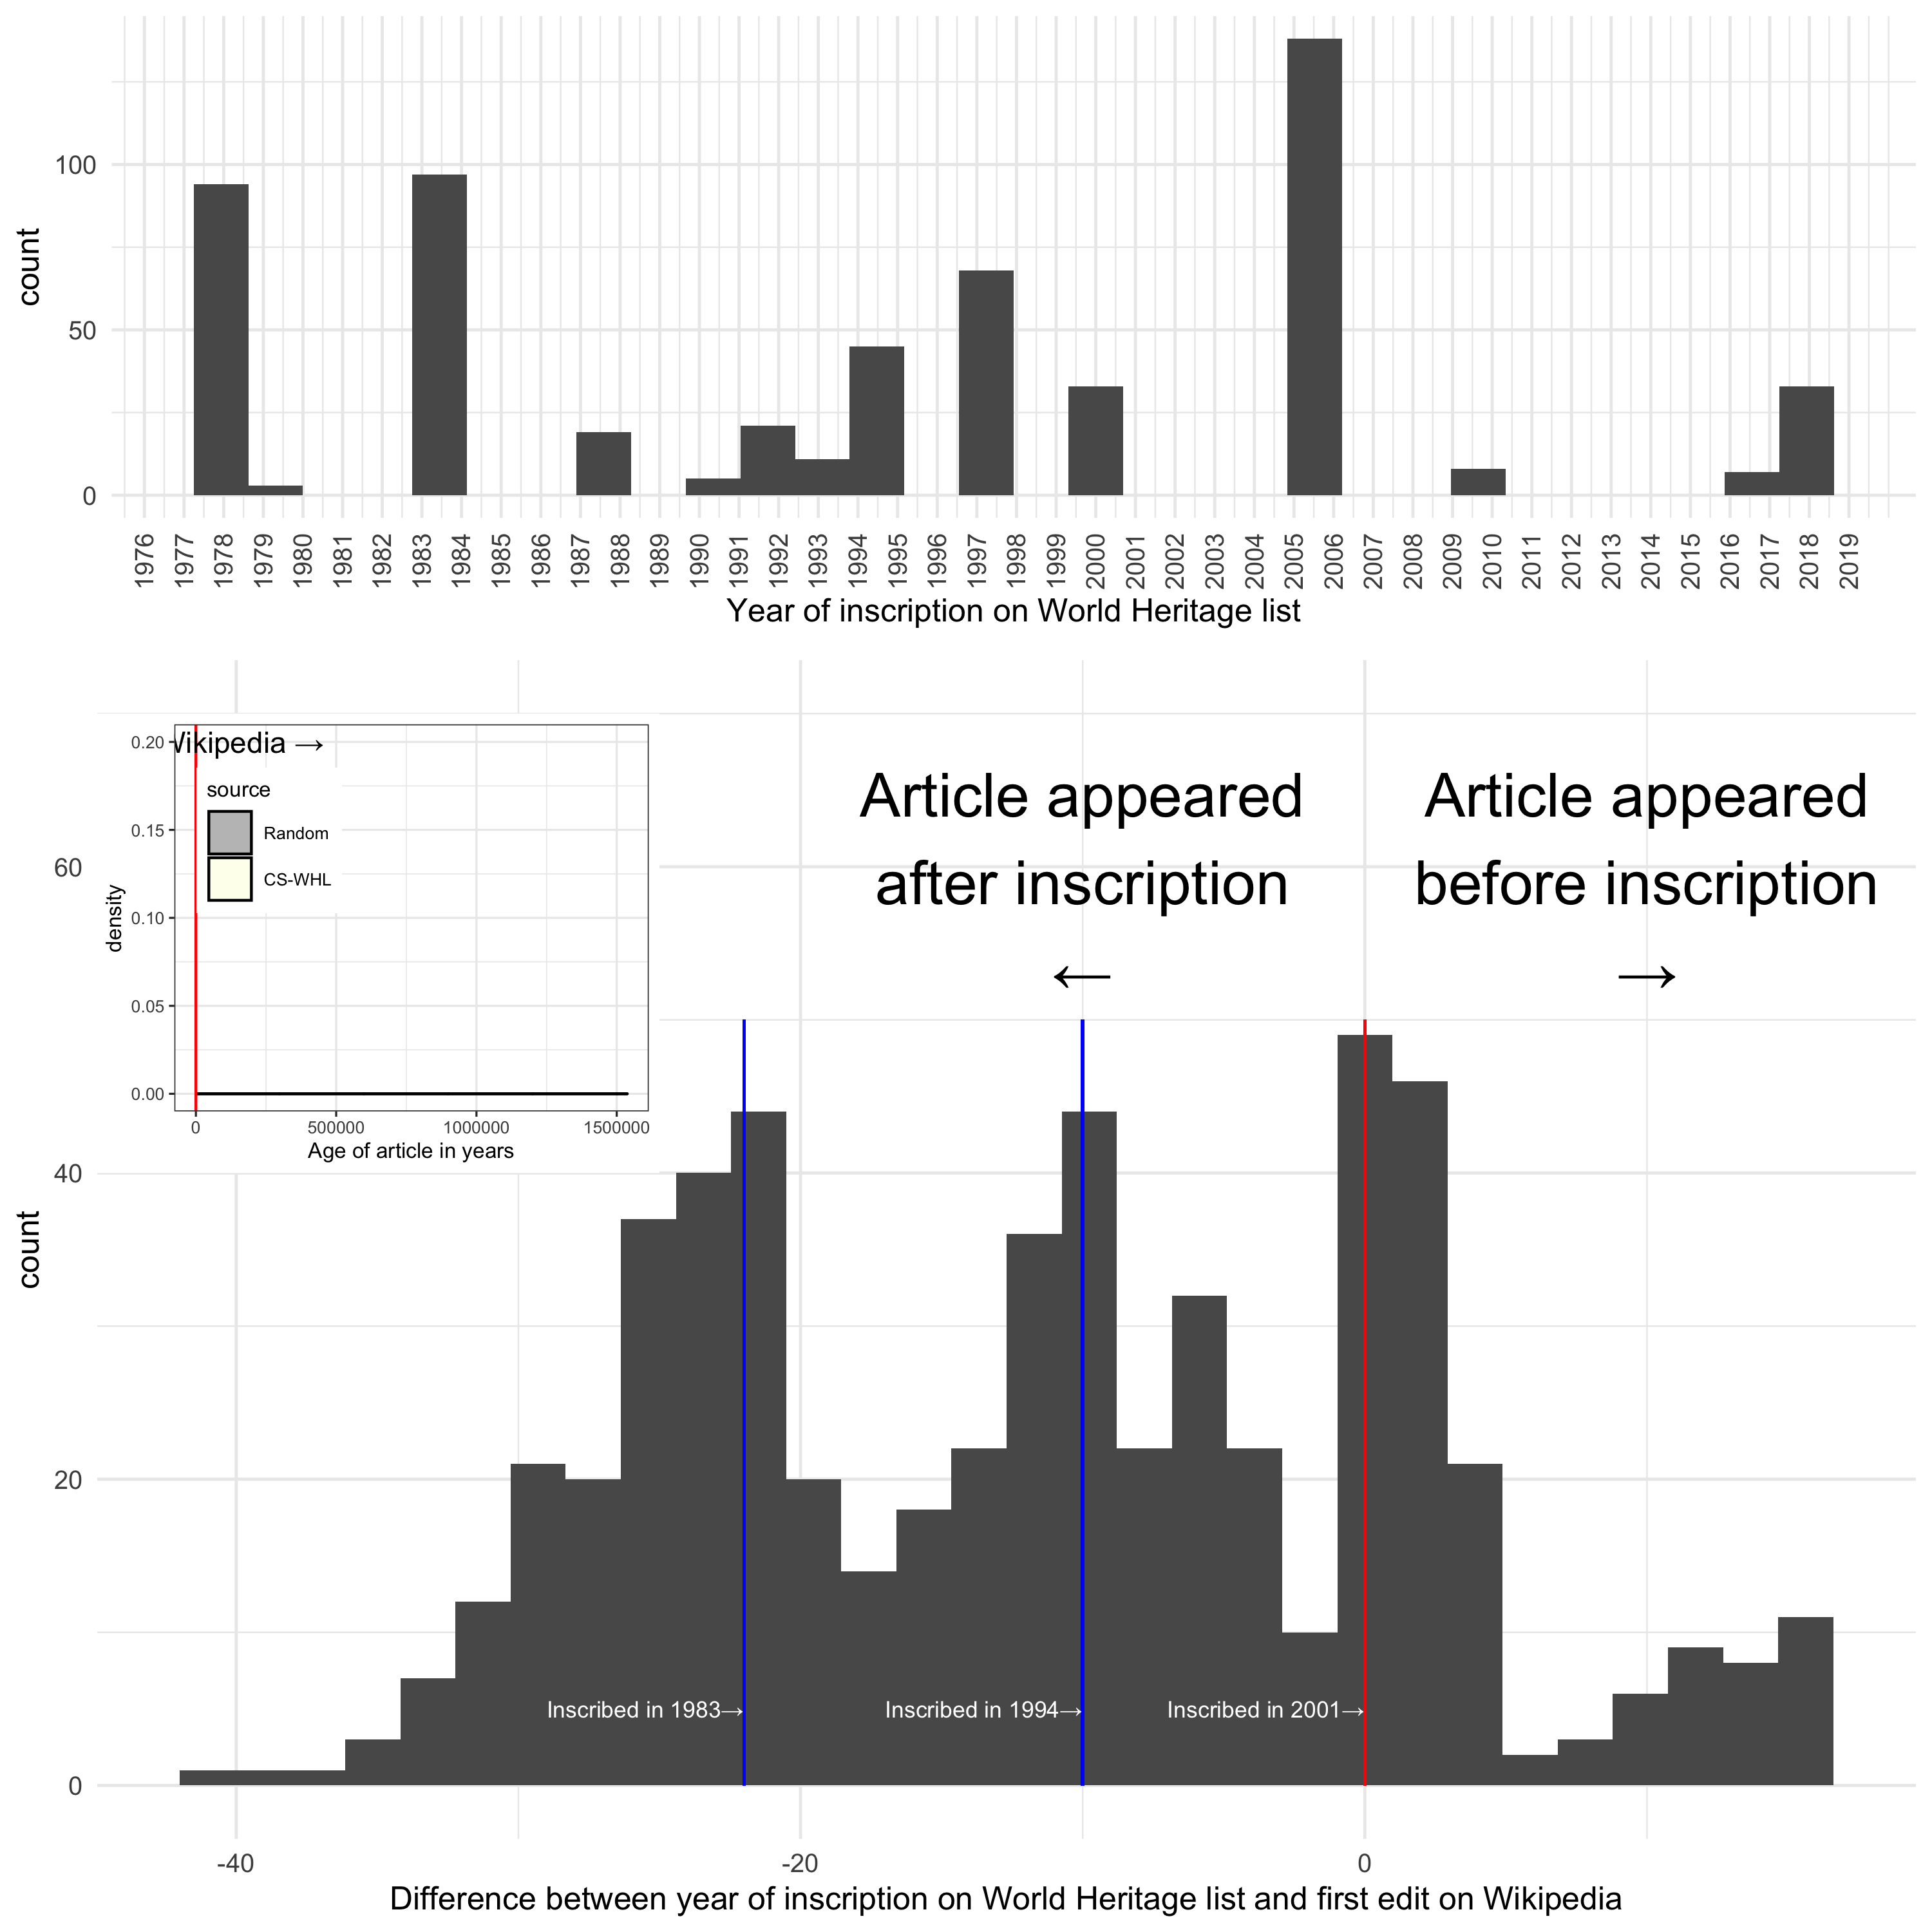 100
50
0
count
1976 1977 1978 1979 1980 1981 1982 1983 1984 1985 1986 1987 1988 1989 1990 1991 1992 1993 1994 1995 1996 1997 1998 1999 2000 2001 2002 2003 2004 2005 2006 2007 2008 2009 2010 2011 2012 2013 2014 2015 2016 2017 2018 2019
Year of inscription on World Heritage list
Wikipedia →
source
Random
CS-WHL
0.20
0.15
0.10
0.05
0.00
density
0 500000 1000000 1500000
Age of article in years
Article appeared
after inscription
←
Article appeared
before inscription
→
60
40
20
0
count
Inscribed in 1983→
Inscribed in 1994→
Inscribed in 2001→
-40 -20 0
Difference between year of inscription on World Heritage list and first edit on Wikipedia